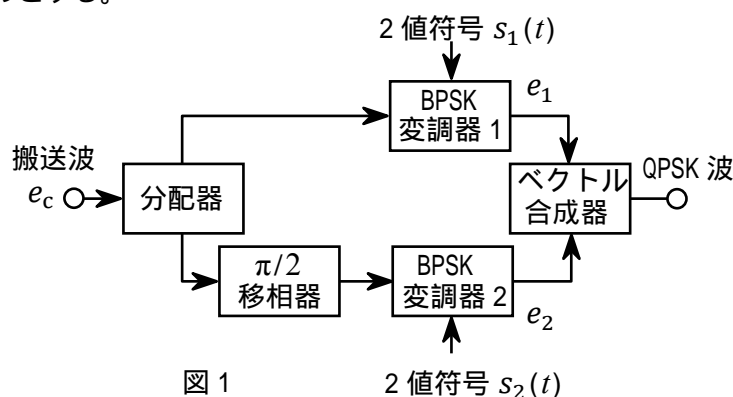 2 値符号 s₁(t)
BPSK
変調器 1
e₁
搬送波
e_c
分配器
ベクトル
合成器
QPSK 波
π/2
移相器
BPSK
変調器 2
e₂
図 1
2 値符号 s₂(t)